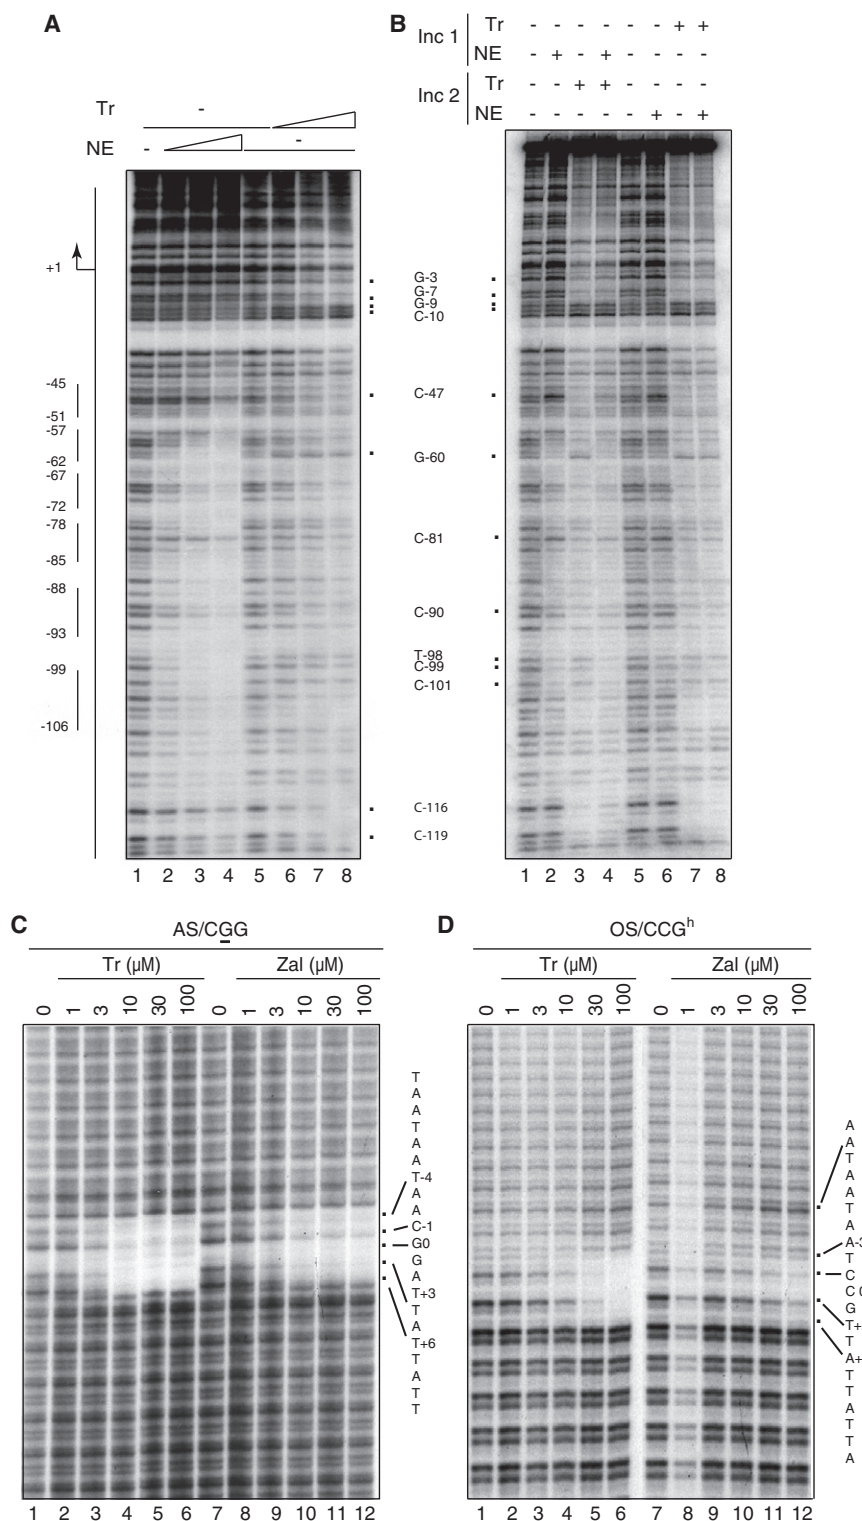 A
Tr
-
NE
-
-
+1
-45
-51
-57
-62
-67
-72
-78
-85
-88
-93
-99
-106
1 2 3 4 5 6 7 8
B
Inc 1
Tr - - - - - - + +
NE - + - + - - - -
Inc 2
Tr - - + + - - - -
NE - - - - - + - +
G-3
G-7
G-9
C-10
C-47
G-60
C-81
C-90
T-98
C-99
C-101
C-116
C-119
1 2 3 4 5 6 7 8
C
AS/CGG
Tr (µM)
Zal (µM)
0 1 3 10 30 100 0 1 3 10 30 100
T
A
A
T
A
A
T-4
A
A
C-1
G0
G
A
T+3
T
A
T+6
T
A
T
T
1 2 3 4 5 6 7 8 9 10 11 12
D
OS/CCGh
Tr (µM)
Zal (µM)
0 1 3 10 30 100 0 1 3 10 30 100
A
A
T
A
A
T
A
A-3
T
C
C
G
T+
T
A+
T
T
A
T
T
A
1 2 3 4 5 6 7 8 9 10 11 12